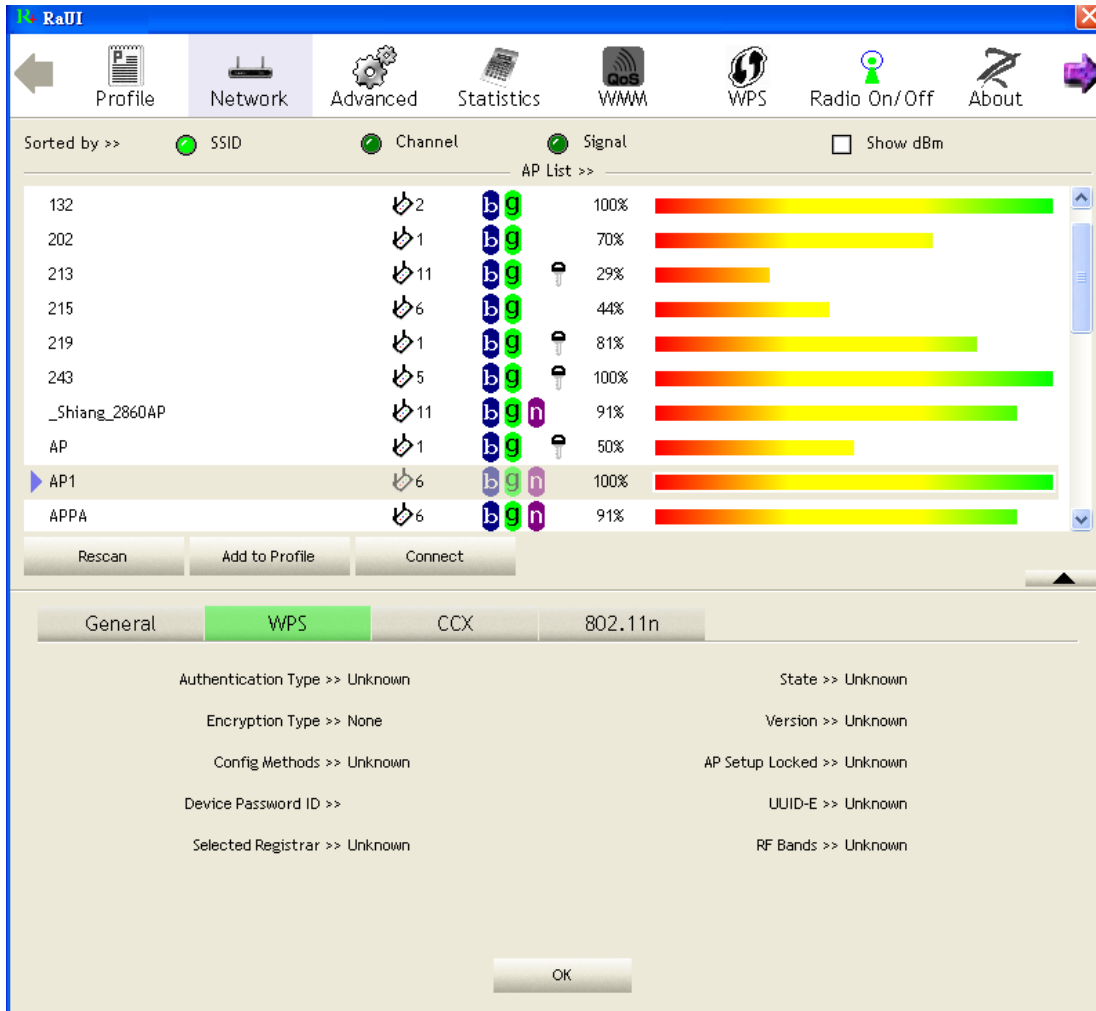 RaUI
Profile Network Advanced Statistics QoS WMM WPS Radio On/Off About
Sorted by >> SSID Channel Signal Show dBm
AP List >>
132 2 b g 100%
202 1 b g 70%
213 11 b g 29%
215 6 b g 44%
219 1 b g 81%
243 5 b g 100%
_Shiang_2860AP 11 b g n 91%
AP 1 b g 50%
AP1 6 b g n 100%
APPA 6 b g n 91%
Rescan Add to Profile Connect
General WPS CCX 802.11n
Authentication Type >> Unknown State >> Unknown
Encryption Type >> None Version >> Unknown
Config Methods >> Unknown AP Setup Locked >> Unknown
Device Password ID >> UUID-E >> Unknown
Selected Registrar >> Unknown RF Bands >> Unknown
OK